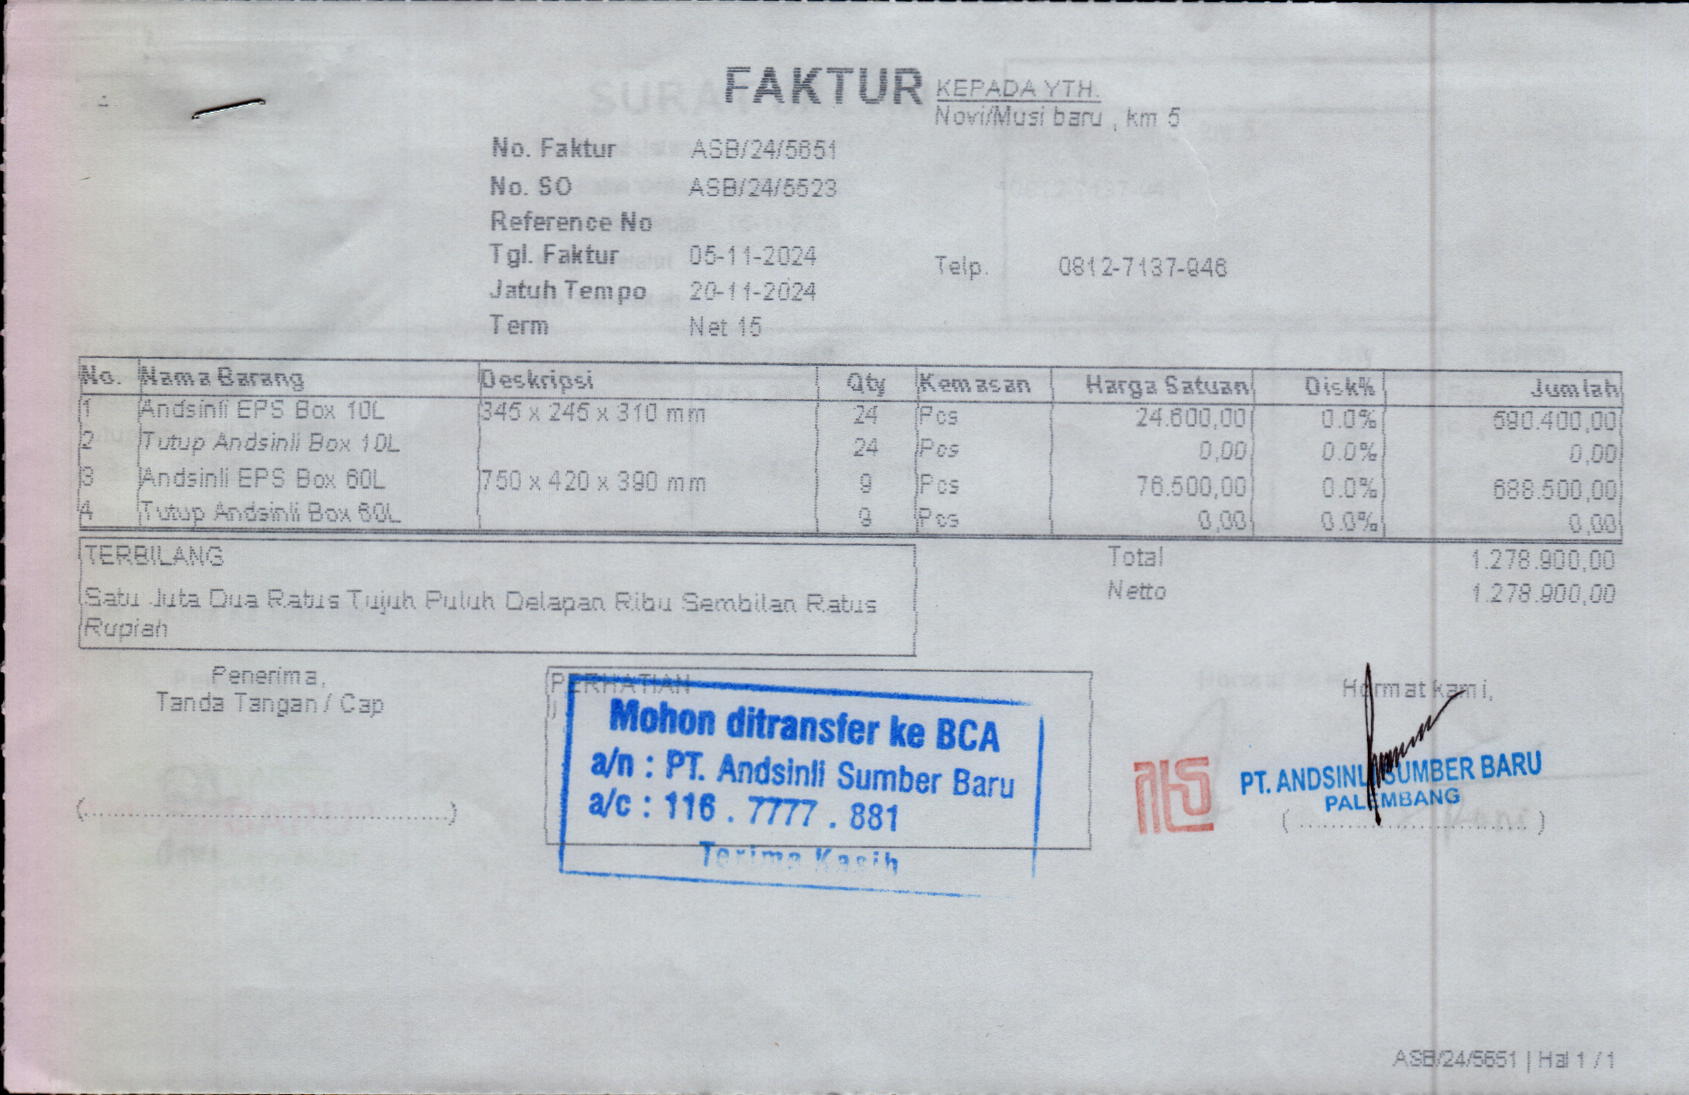 FAKTUR
KEPADA YTH.
Novi/Musi baru , km 5
No. Faktur ASB/24/5651
No. SO ASB/24/5523
Reference No
Tgl. Faktur 05-11-2024
Telp. 0812-7137-946
Jatuh Tempo 20-11-2024
Term Net 15
No. Nama Barang Deskripsi Qty Kemasan Harga Satuan Disk% Jumlah
1 Andsinli EPS Box 10L 345 x 245 x 310 mm 24 Pcs 24.600,00 0.0% 590.400,00
2 Tutup Andsinli Box 10L 24 Pcs 0,00 0.0% 0,00
3 Andsinli EPS Box 60L 750 x 420 x 390 mm 9 Pcs 76.500,00 0.0% 688.500,00
4 Tutup Andsinli Box 60L 9 Pcs 0,00 0.0% 0,00
TERBILANG
Satu Juta Dua Ratus Tujuh Puluh Delapan Ribu Sembilan Ratus
Rupiah
Total 1.278.900,00
Netto 1.278.900,00
Penerima,
Tanda Tangan / Cap
(....................................................)
PERHATIAN
Mohon ditransfer ke BCA
a/n : PT. Andsinli Sumber Baru
a/c : 116 . 7777 . 881
Terima Kasih
Hormat kami,
PT. ANDSINLI SUMBER BARU
PALEMBANG
( ................................ )
ASB/24/5651 | Hal 1 / 1